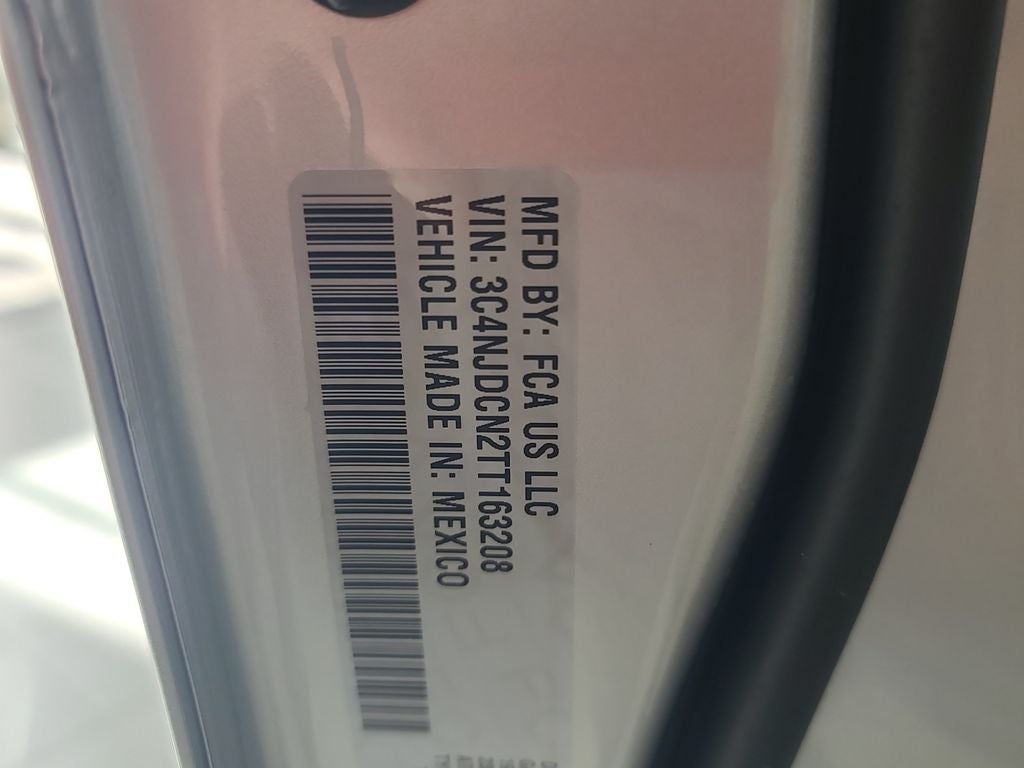 MFD BY: FCA US LLC
VIN: 3C4NJDCN2TT163208
VEHICLE MADE IN: MEXICO